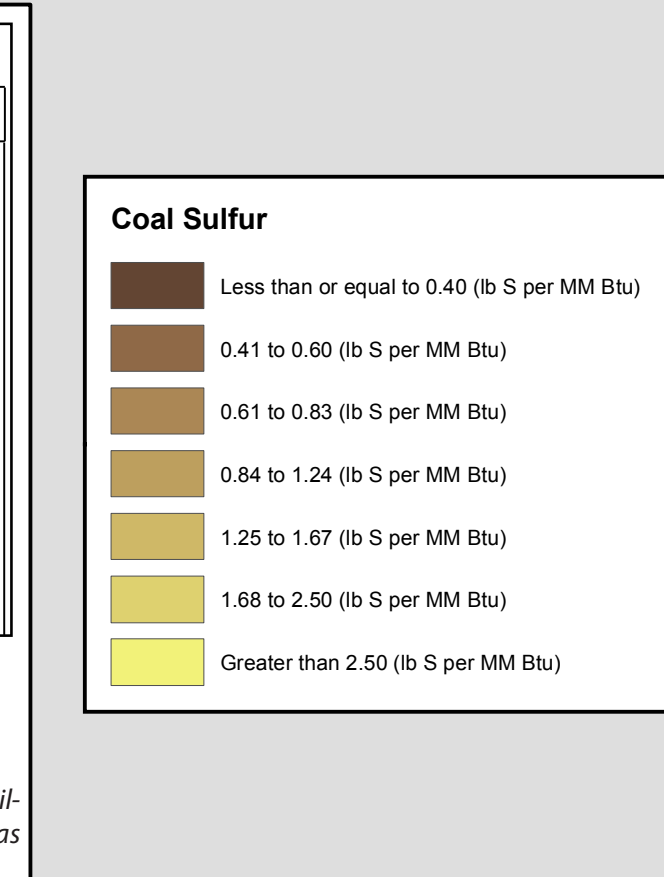 Coal Sulfur
Less than or equal to 0.40 (lb S per MM Btu)
0.41 to 0.60 (lb S per MM Btu)
0.61 to 0.83 (lb S per MM Btu)
0.84 to 1.24 (lb S per MM Btu)
1.25 to 1.67 (lb S per MM Btu)
1.68 to 2.50 (lb S per MM Btu)
Greater than 2.50 (lb S per MM Btu)
il-
as